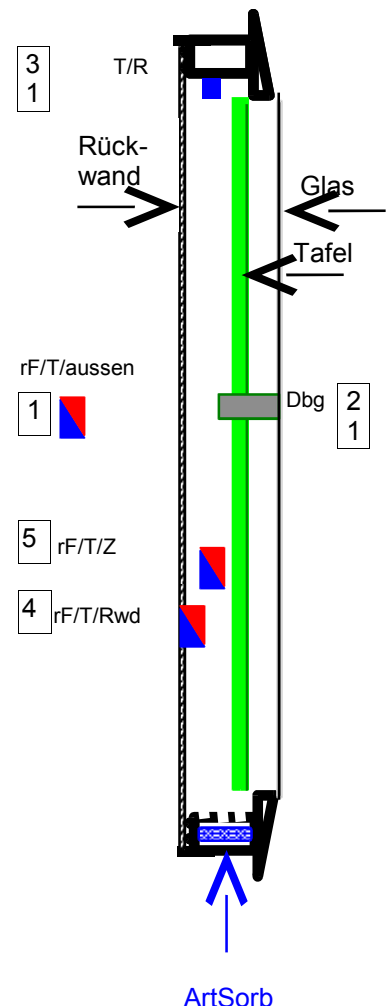 3
1
T/R
Rück-
wand
Glas
Tafel
rF/T/aussen
1
Dbg
2
1
5
rF/T/Z
4
rF/T/Rwd
ArtSorb